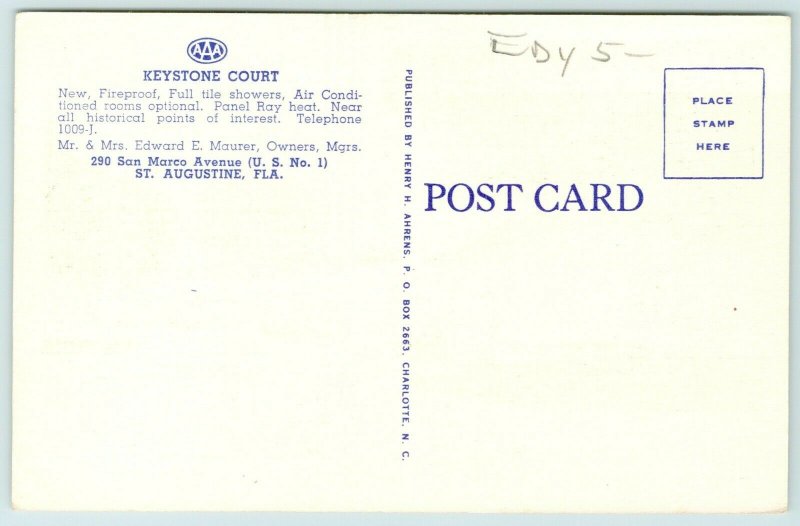 AAA
KEYSTONE COURT
New, Fireproof, Full tile showers, Air Condi-
tioned rooms optional. Panel Ray heat. Near
all historical points of interest. Telephone
1009-J.
Mr. & Mrs. Edward E. Maurer, Owners, Mgrs.
290 San Marco Avenue (U. S. No. 1)
ST. AUGUSTINE, FLA.
PUBLISHED BY HENRY H. AHRENS, P. O. BOX 2663, CHARLOTTE, N. C.
EDY 5-
POST CARD
PLACE
STAMP
HERE